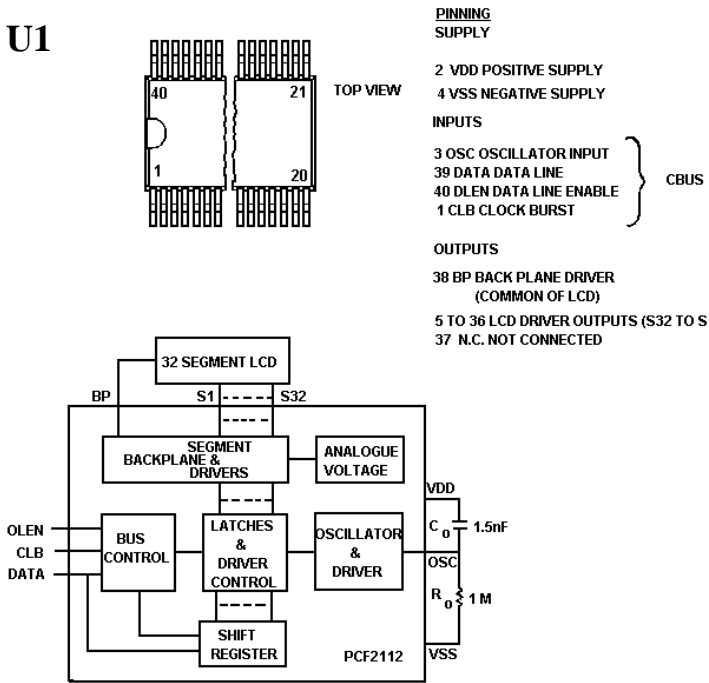 U1
40
21
1
20
TOP VIEW
PINNING
SUPPLY
2 VDD POSITIVE SUPPLY
4 VSS NEGATIVE SUPPLY
INPUTS
3 OSC OSCILLATOR INPUT
39 DATA DATA LINE
40 DLEN DATA LINE ENABLE
1 CLB CLOCK BURST
CBUS
OUTPUTS
38 BP BACK PLANE DRIVER
(COMMON OF LCD)
5 TO 36 LCD DRIVER OUTPUTS (S32 TO S
37 N.C. NOT CONNECTED
32 SEGMENT LCD
BP
S1
S32
SEGMENT
BACKPLANE &
DRIVERS
ANALOGUE
VOLTAGE
VDD
OLEN
CLB
DATA
BUS
CONTROL
LATCHES
&
DRIVER
CONTROL
OSCILLATOR
&
DRIVER
Co 1.5nF
OSC
Ro 1 M
SHIFT
REGISTER
PCF2112
VSS